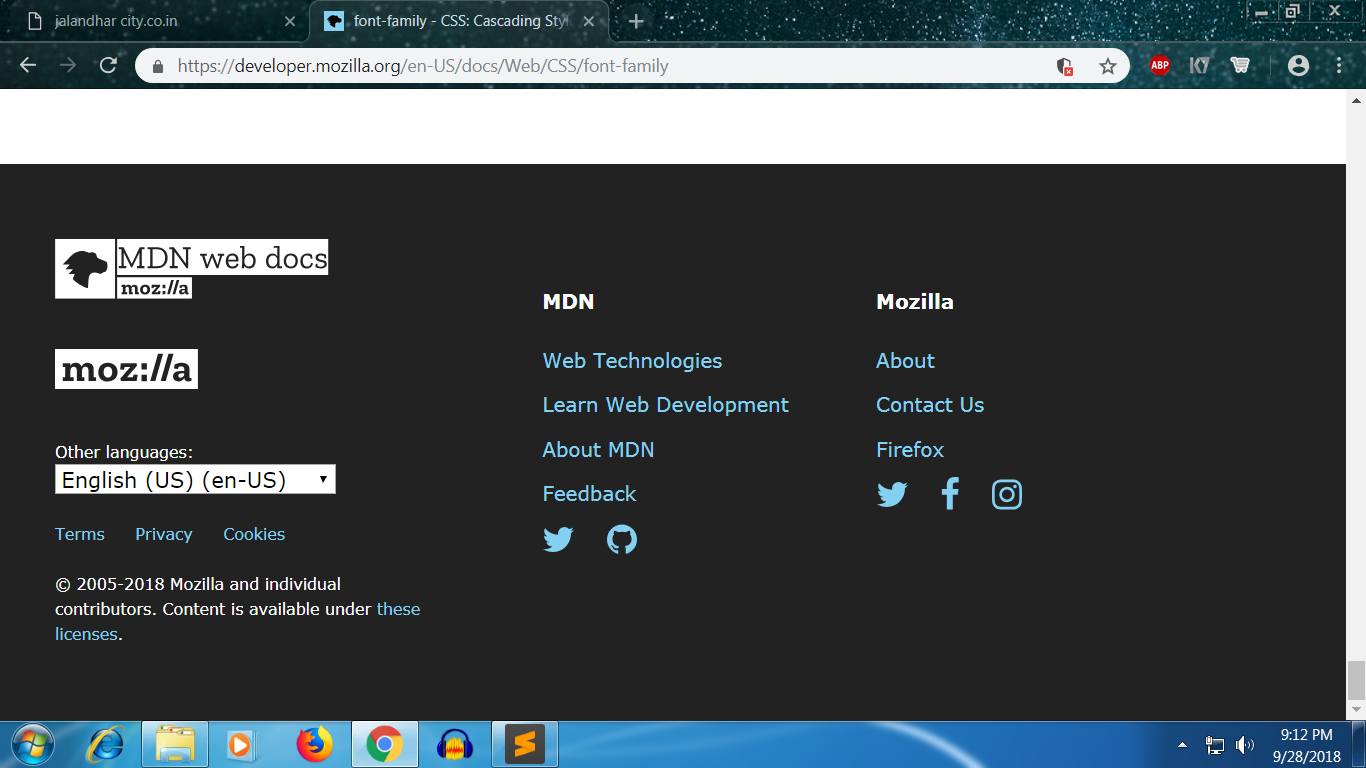 jalandhar city.co.in
font-family - CSS: Cascading Styl
https://developer.mozilla.org/en-US/docs/Web/CSS/font-family
ABP
K7
MDN web docs
moz://a
moz://a
Other languages:
English (US) (en-US)
Terms Privacy Cookies
© 2005-2018 Mozilla and individual
contributors. Content is available under these
licenses.
MDN
Web Technologies
Learn Web Development
About MDN
Feedback
Mozilla
About
Contact Us
Firefox
9:12 PM
9/28/2018